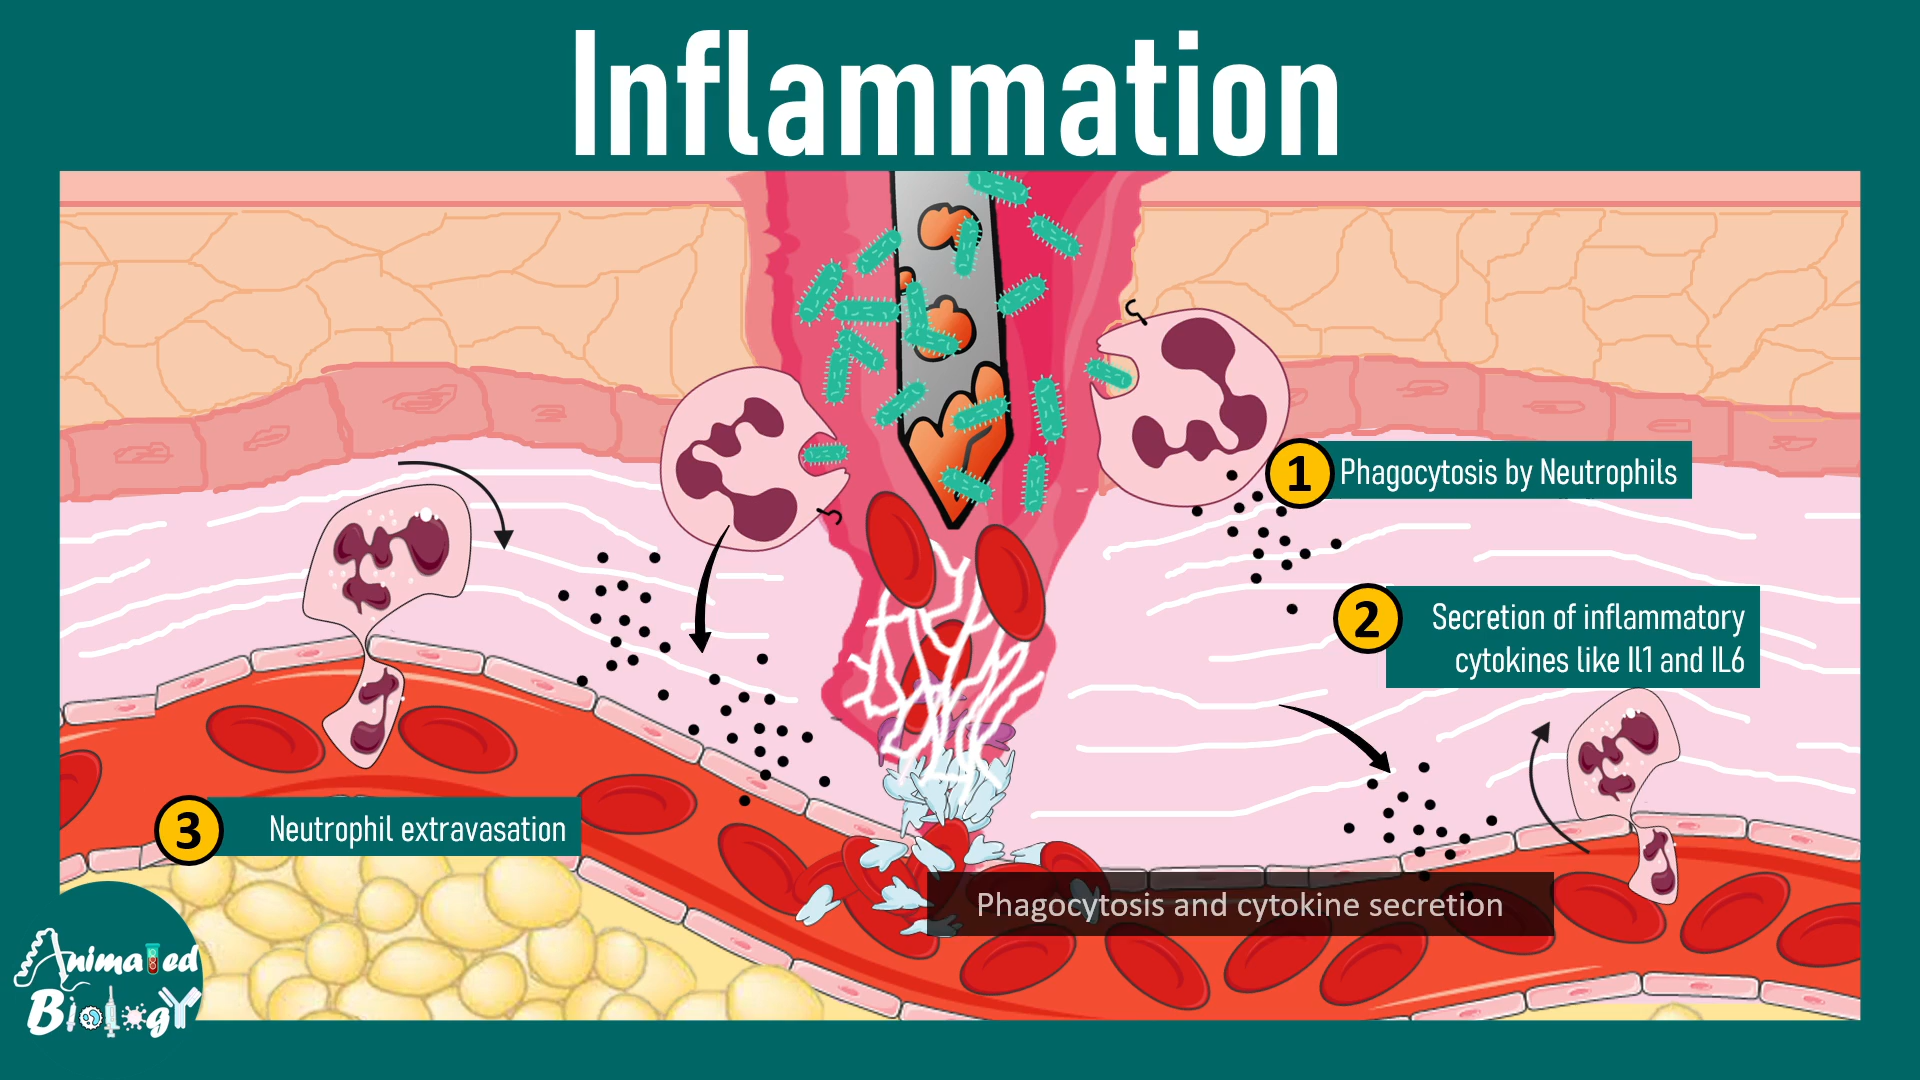 Inflammation
1 Phagocytosis by Neutrophils
2 Secretion of inflammatory
cytokines like Il1 and IL6
3 Neutrophil extravasation
Phagocytosis and cytokine secretion
Animated
Biology